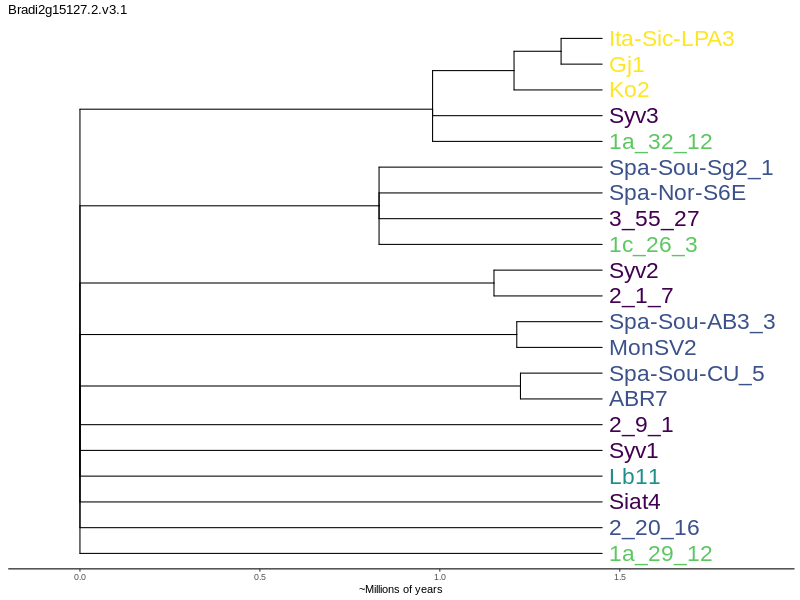 Bradi2g15127.2.v3.1
Ita-Sic-LPA3
Gj1
Ko2
Syv3
1a_32_12
Spa-Sou-Sg2_1
Spa-Nor-S6E
3_55_27
1c_26_3
Syv2
2_1_7
Spa-Sou-AB3_3
MonSV2
Spa-Sou-CU_5
ABR7
2_9_1
Syv1
Lb11
Siat4
2_20_16
1a_29_12
0.0 0.5 1.0 1.5
~Millions of years